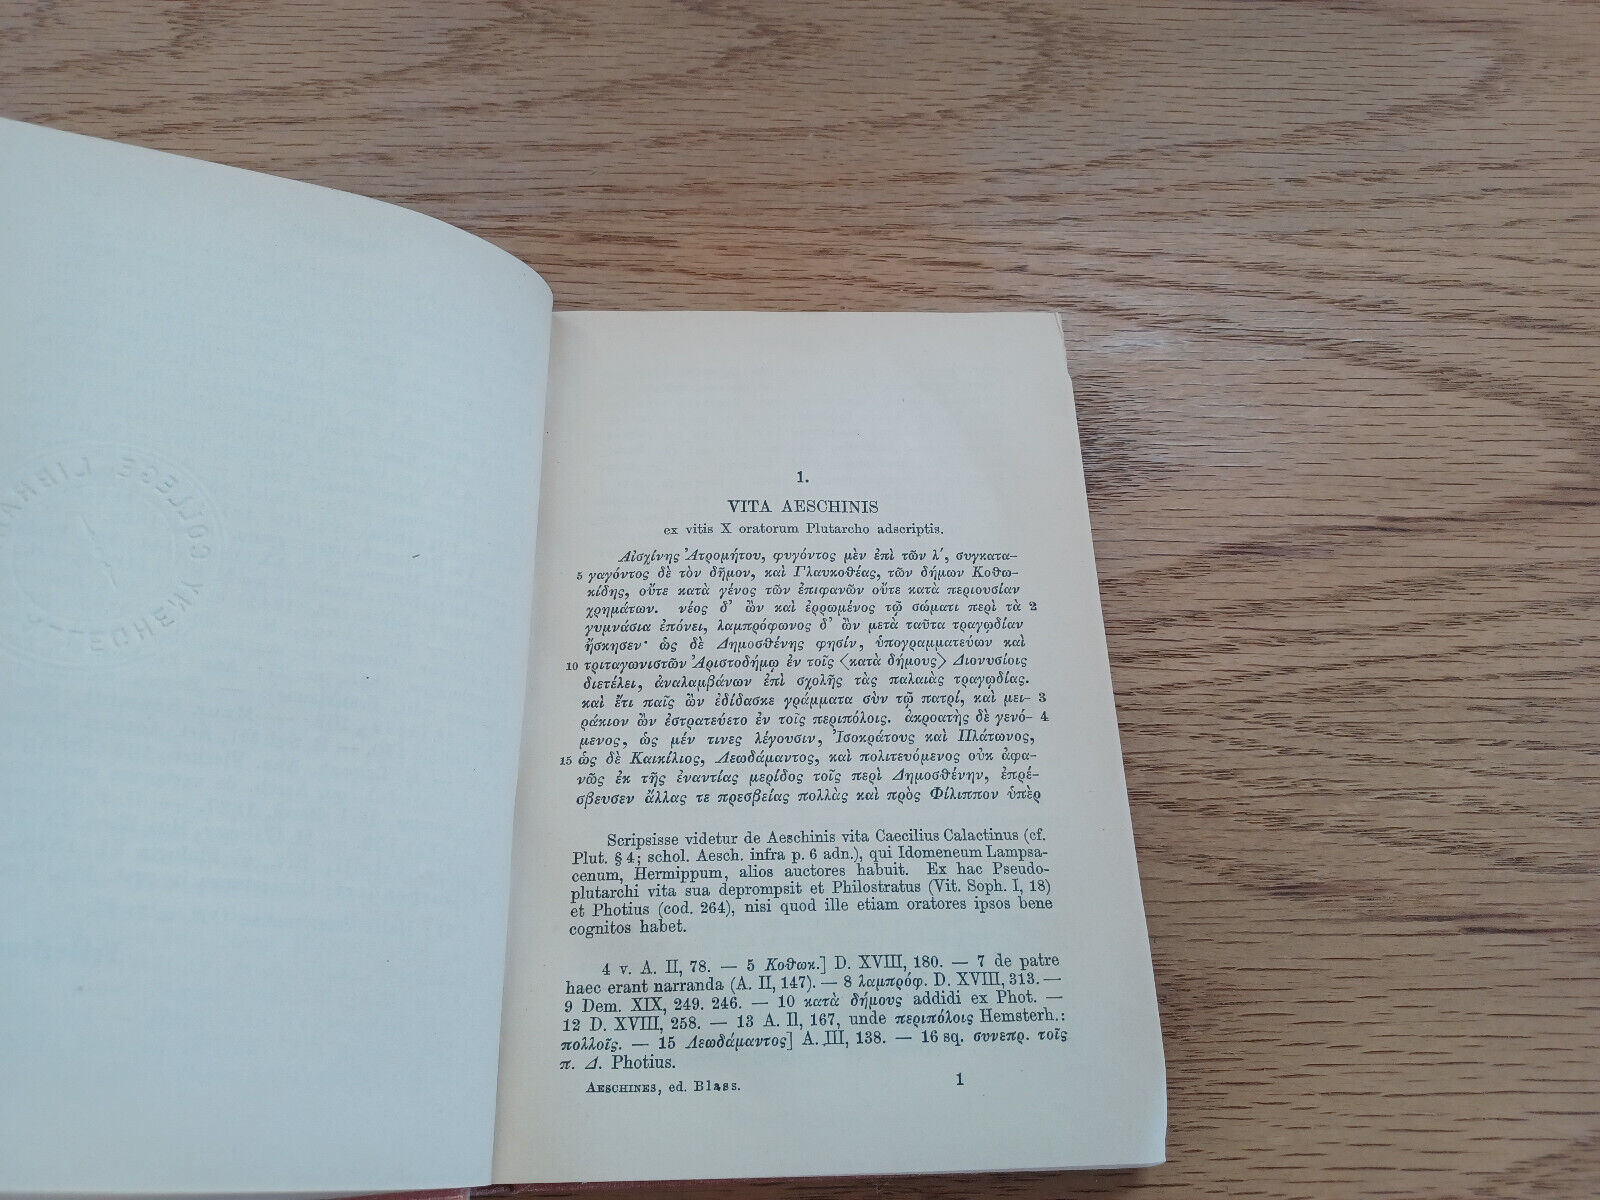 1.
VITA AESCHINIS
ex vitis X oratorum Plutarcho adscriptis.
Αἰσχίνης Ἀτρομήτου, φυγόντος μὲν ἐπὶ τῶν λʹ, συγκατα-
5 γαγόντος δὲ τὸν δῆμον, καὶ Γλαυκοθέας, τῶν δήμων Κοθω-
κίδης, οὔτε κατὰ γένος τῶν ἐπιφανῶν οὔτε κατὰ περιουσίαν
χρημάτων. νέος δ’ ὢν καὶ ἐρρωμένος τῷ σώματι περὶ τὰ 2
γυμνάσια ἐπόνει, λαμπρόφωνος δ’ ὢν μετὰ ταῦτα τραγῳδίαν
ἤσκησεν· ὡς δὲ Δημοσθένης φησίν, ὑπογραμματεύων καὶ
10 τριταγωνιστῶν Ἀριστοδήμῳ ἐν τοῖς ⟨κατὰ δήμους⟩ Διονυσίοις
διετέλει, ἀναλαμβάνων ἐπὶ σχολῆς τὰς παλαιὰς τραγῳδίας.
καὶ ἔτι παῖς ὢν ἐδίδασκε γράμματα σὺν τῷ πατρί, καὶ μει- 3
ράκιον ὢν ἐστρατεύετο ἐν τοῖς περιπόλοις. ἀκροατὴς δὲ γενό- 4
μενος, ὡς μέν τινες λέγουσιν, Ἰσοκράτους καὶ Πλάτωνος,
15 ὡς δὲ Καικίλιος, Λεωδάμαντος, καὶ πολιτευόμενος οὐκ ἀφα-
νῶς ἐκ τῆς ἐναντίας μερίδος τοῖς περὶ Δημοσθένην, ἐπρέ-
σβευσεν ἄλλας τε πρεσβείας πολλὰς καὶ πρὸς Φίλιππον ὑπὲρ
Scripsisse videtur de Aeschinis vita Caecilius Calactinus (cf.
Plut. § 4; schol. Aesch. infra p. 6 adn.), qui Idomeneum Lampsa-
cenum, Hermippum, alios auctores habuit. Ex hac Pseudo-
plutarchi vita sua deprompsit et Philostratus (Vit. Soph. I, 18)
et Photius (cod. 264), nisi quod ille etiam oratores ipsos bene
cognitos habet.
4 v. A. II, 78. — 5 Κοθωκ.] D. XVIII, 180. — 7 de patre
haec erant narranda (A. II, 147). — 8 λαμπρόφ. D. XVIII, 313. —
9 Dem. XIX, 249. 246. — 10 κατὰ δήμους addidi ex Phot. —
12 D. XVIII, 258. — 13 A. II, 167, unde περιπόλοις Hemsterh.:
πολλοῖς. — 15 Λεωδάμαντος] A. III, 138. — 16 sq. συνεπρ. τοῖς
π. Δ. Photius.
AESCHINES, ed. Blass. 1
COLLEGE LIBRARY